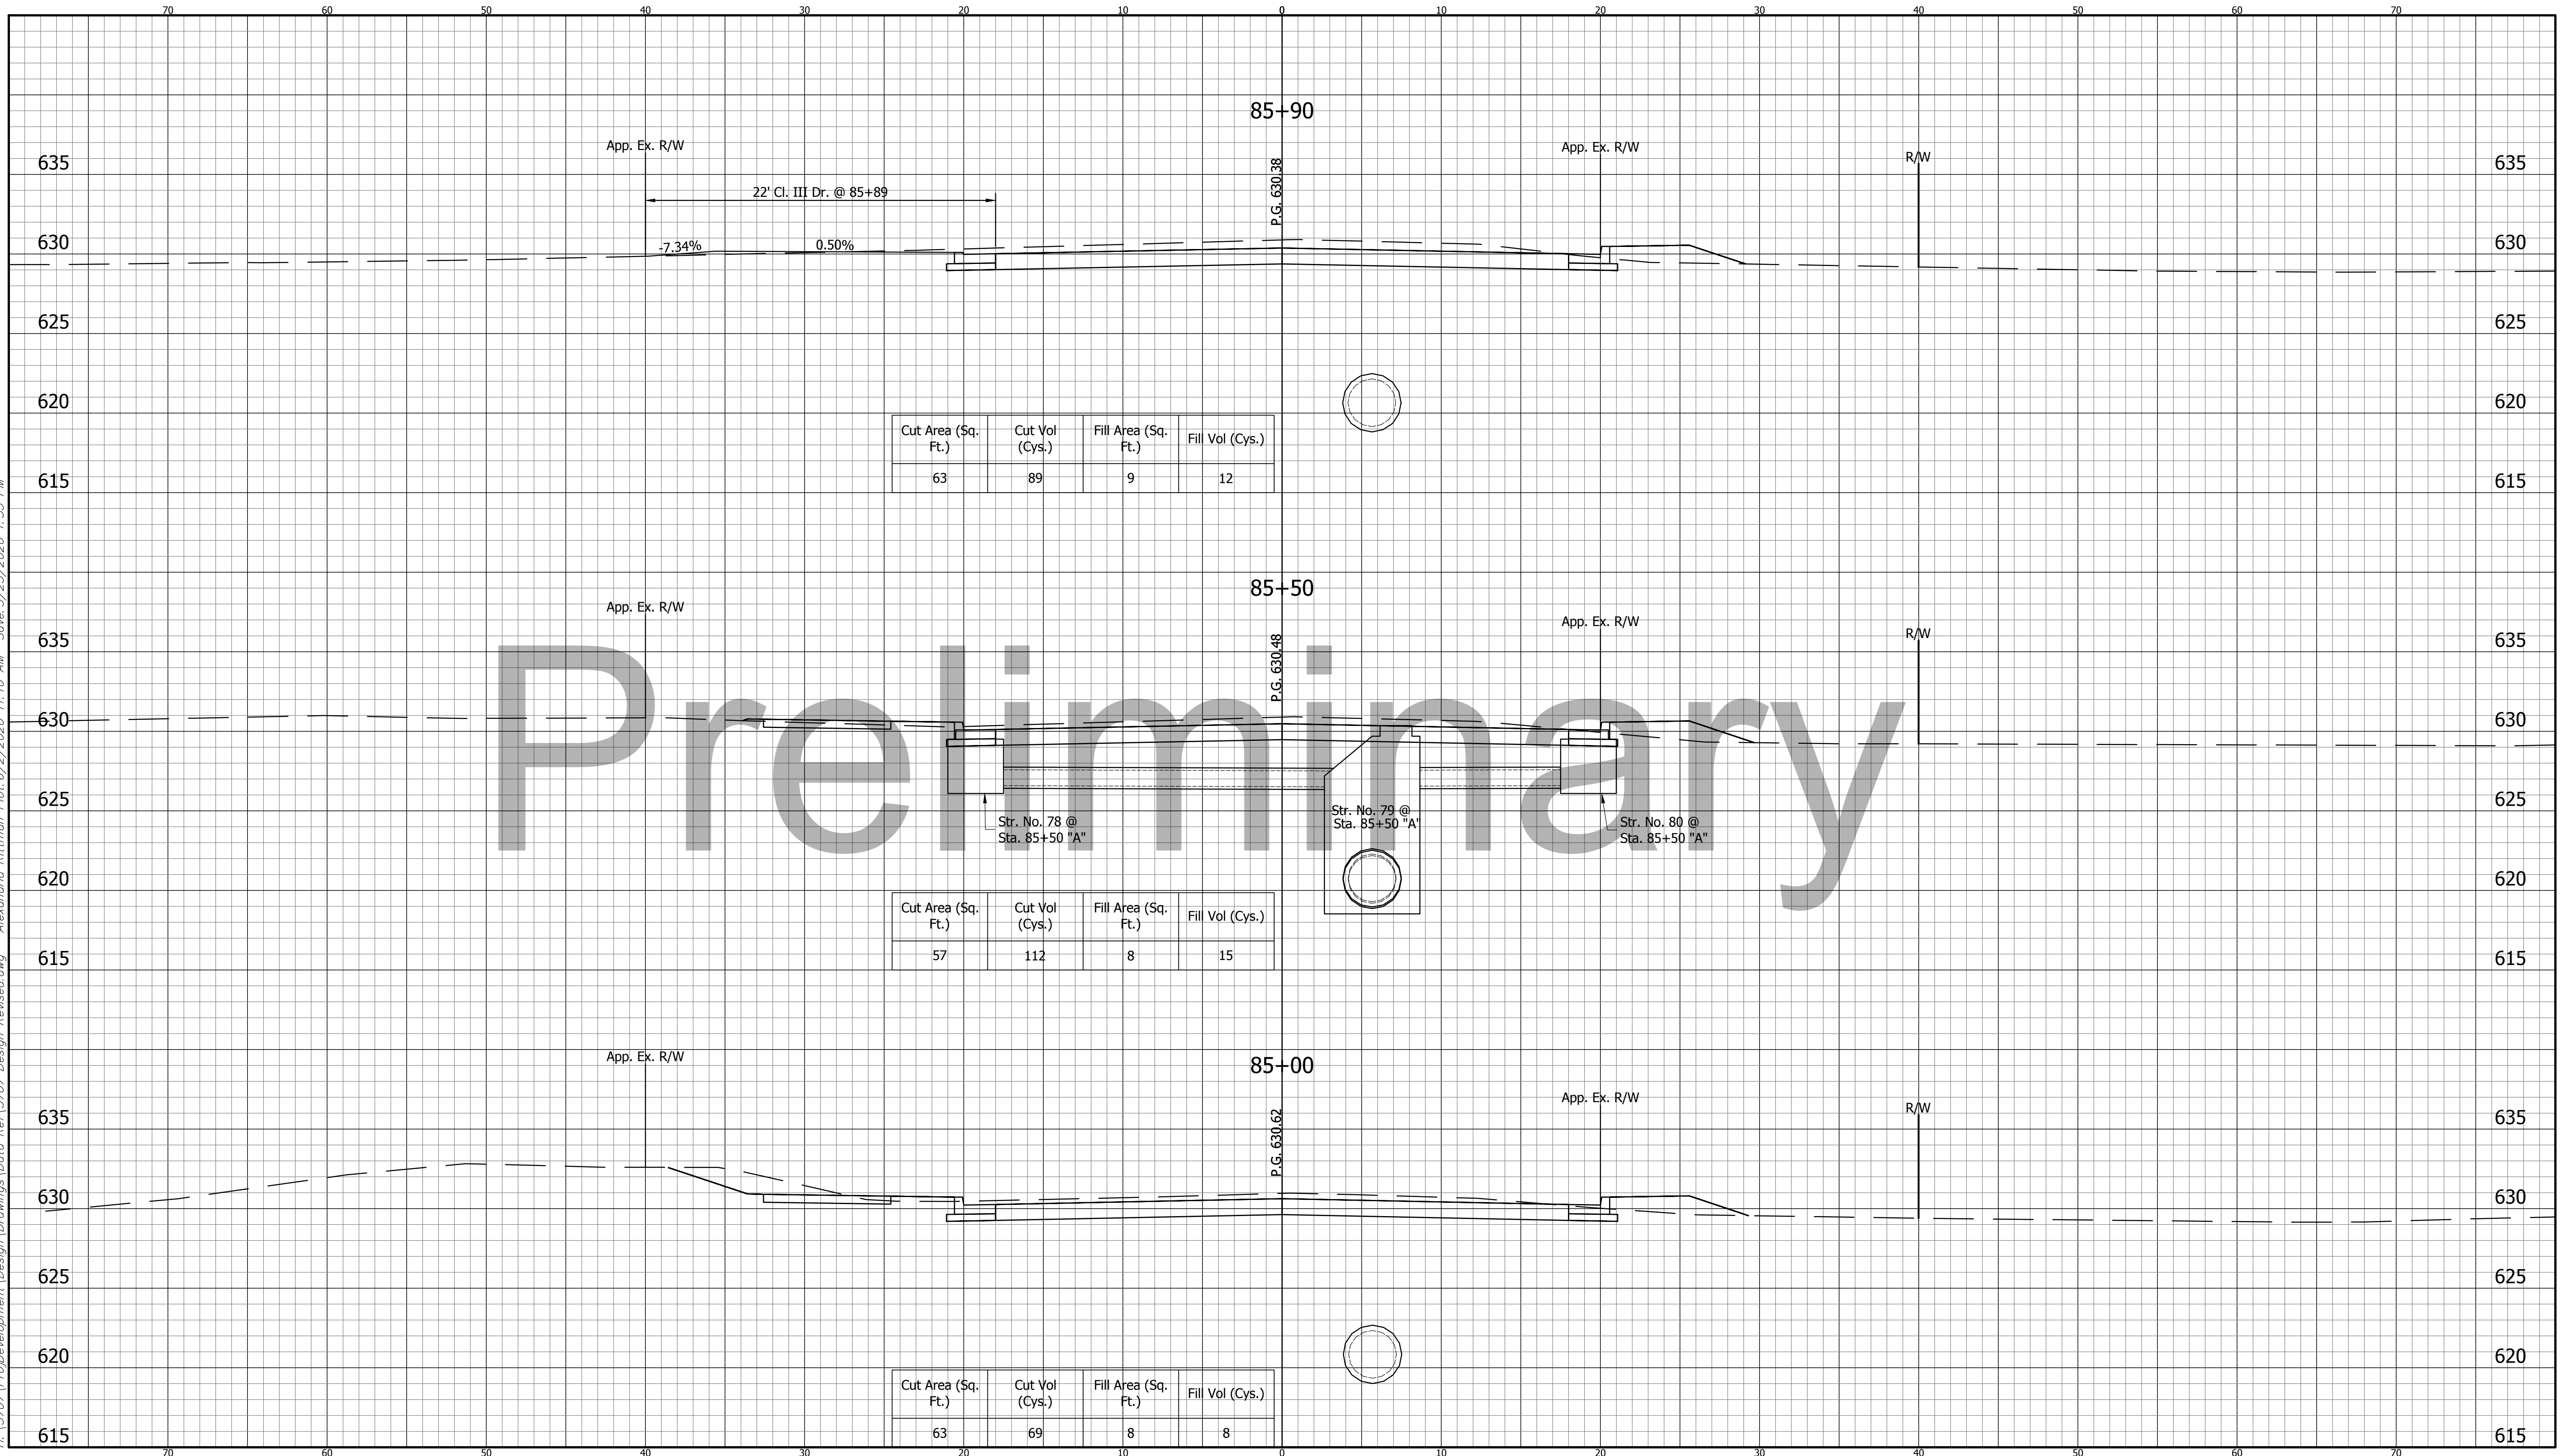 70 60 50 40 30 20 10 0 10 20 30 40 50 60 70
85+90
App. Ex. R/W
App. Ex. R/W
R/W
635
P.G. 630.38
635
22' Cl. III Dr. @ 85+89
630
-7.34%
0.50%
630
625
625
620
620
Cut Area (Sq. Ft.) Cut Vol (Cys.) Fill Area (Sq. Ft.) Fill Vol (Cys.)
63 89 9 12
615
615
85+50
App. Ex. R/W
App. Ex. R/W
R/W
635
P.G. 630.48
635
Preliminary
630
630
625
625
Str. No. 78 @
Sta. 85+50 "A"
Str. No. 79 @
Sta. 85+50 "A"
Str. No. 80 @
Sta. 85+50 "A"
620
620
Cut Area (Sq. Ft.) Cut Vol (Cys.) Fill Area (Sq. Ft.) Fill Vol (Cys.)
57 112 8 15
615
615
85+00
App. Ex. R/W
App. Ex. R/W
R/W
635
P.G. 630.62
635
630
630
625
625
620
620
Cut Area (Sq. Ft.) Cut Vol (Cys.) Fill Area (Sq. Ft.) Fill Vol (Cys.)
63 69 8 8
615
615
70 60 50 40 30 20 10 0 10 20 30 40 50 60 70